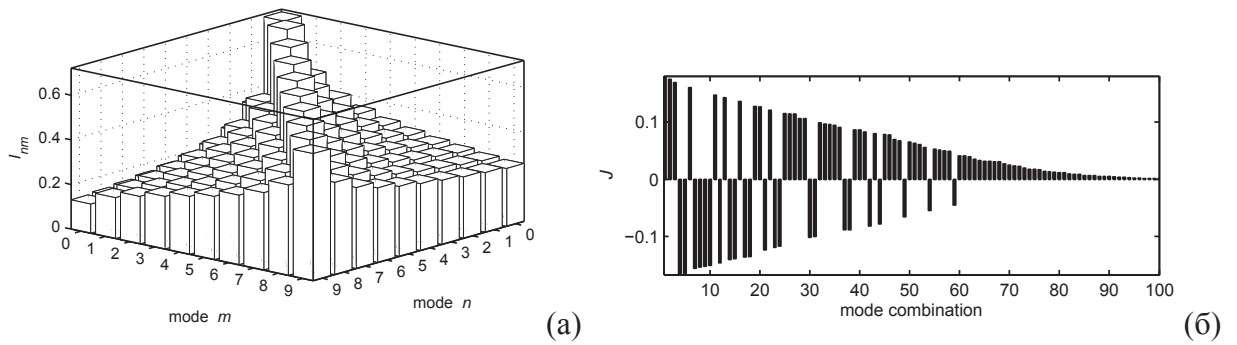 0.6
0.4
0.2
0
I_{nm}
0 1 2 3 4 5 6 7 8 9
mode m
9 8 7 6 5 4 3 2 1 0
mode n
(а)
0.1
0
−0.1
J
10 20 30 40 50 60 70 80 90 100
mode combination
(б)